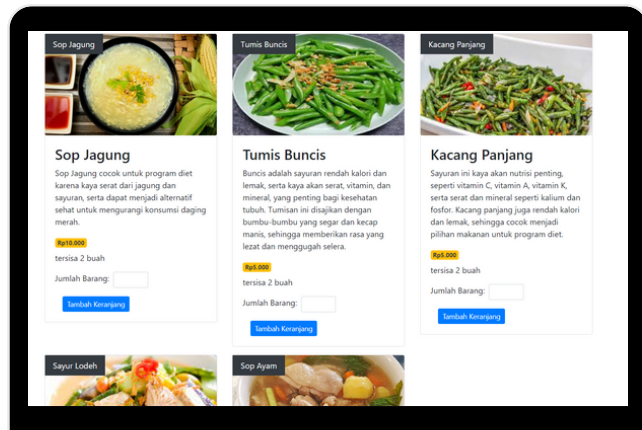 Sop Jagung
Sop Jagung
Sop Jagung cocok untuk program diet
karena kaya serat dari jagung dan
sayuran, serta dapat menjadi alternatif
sehat untuk mengurangi konsumsi daging
merah.
Rp10.000
tersisa 2 buah
Jumlah Barang:
Tambah Keranjang
Tumis Buncis
Tumis Buncis
Buncis adalah sayuran rendah kalori dan
lemak, serta kaya akan serat, vitamin, dan
mineral, yang penting bagi kesehatan
tubuh. Tumisan ini disajikan dengan
bumbu-bumbu yang segar dan kecap
manis, sehingga memberikan rasa yang
lezat dan menggugah selera.
Rp5.000
tersisa 2 buah
Jumlah Barang:
Tambah Keranjang
Kacang Panjang
Kacang Panjang
Sayuran ini kaya akan nutrisi penting,
seperti vitamin C, vitamin A, vitamin K,
serta serat dan mineral seperti kalium dan
fosfor. Kacang panjang juga rendah kalori
dan lemak, sehingga cocok menjadi
pilihan makanan untuk program diet.
Rp5.000
tersisa 2 buah
Jumlah Barang:
Tambah Keranjang
Sayur Lodeh
Sop Ayam